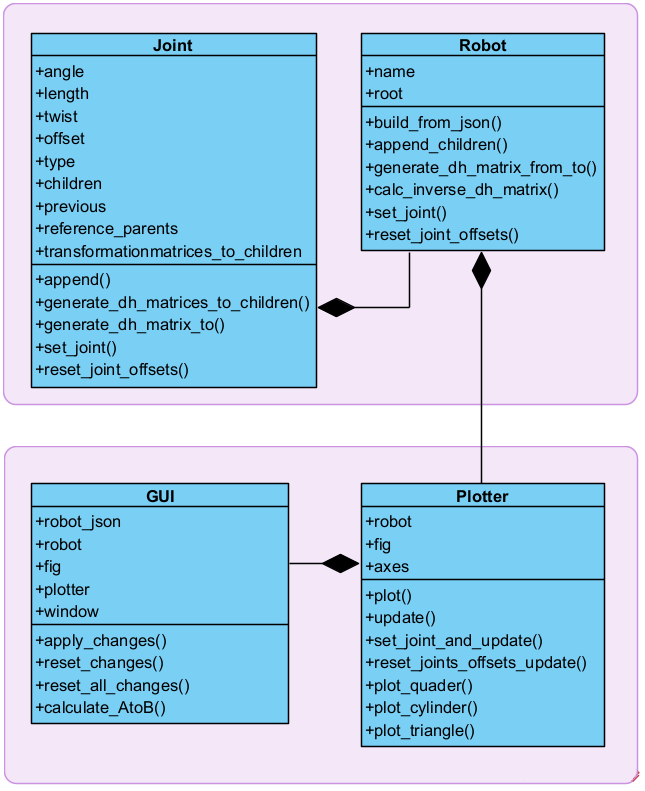 Joint
+angle
+length
+twist
+offset
+type
+children
+previous
+reference_parents
+transformationmatrices_to_children
+append()
+generate_dh_matrices_to_children()
+generate_dh_matrix_to()
+set_joint()
+reset_joint_offsets()
Robot
+name
+root
+build_from_json()
+append_children()
+generate_dh_matrix_from_to()
+calc_inverse_dh_matrix()
+set_joint()
+reset_joint_offsets()
GUI
+robot_json
+robot
+fig
+plotter
+window
+apply_changes()
+reset_changes()
+reset_all_changes()
+calculate_AtoB()
Plotter
+robot
+fig
+axes
+plot()
+update()
+set_joint_and_update()
+reset_joints_offsets_update()
+plot_quader()
+plot_cylinder()
+plot_triangle()